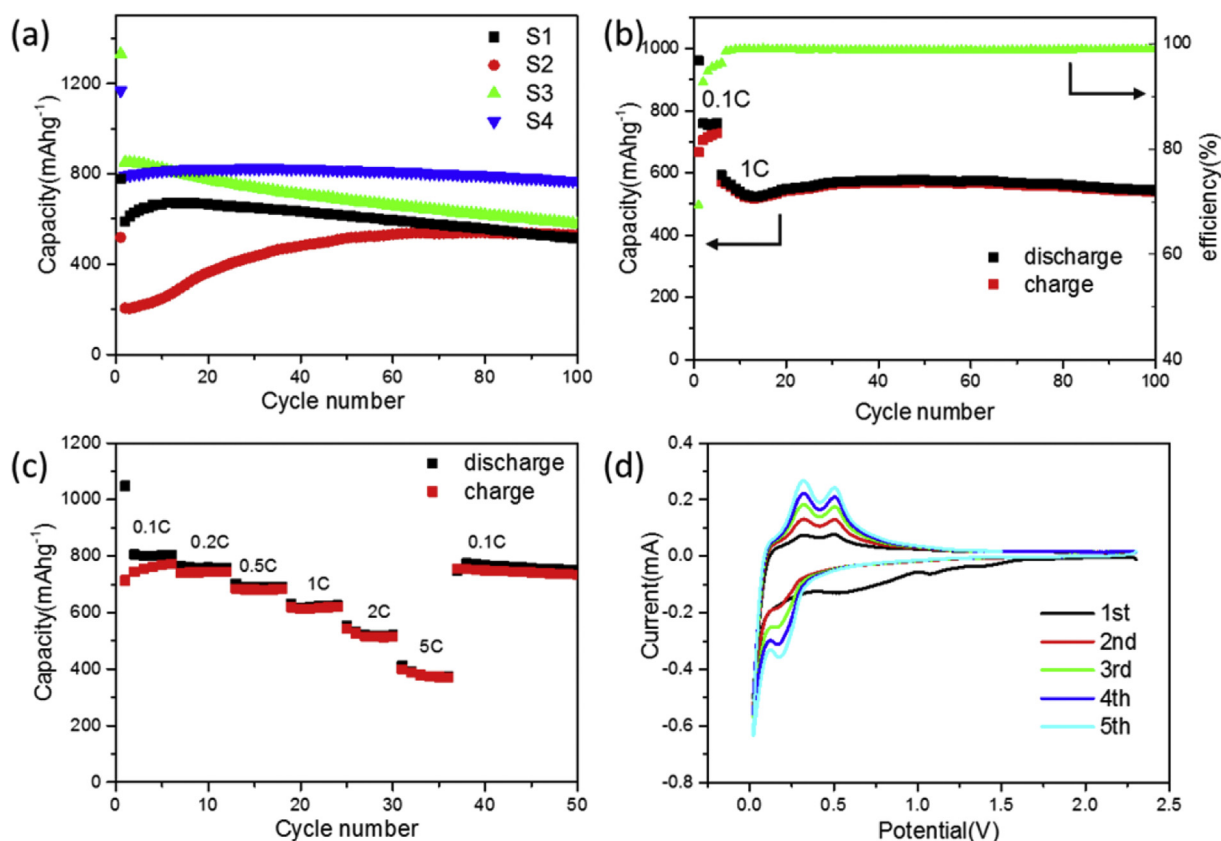 (a)
S1
S2
S3
S4
1200
800
400
0
Capacity(mAhg⁻¹)
0 20 40 60 80 100
Cycle number
(b)
1000
900
800
700
600
500
400
300
200
100
0
Capacity(mAhg⁻¹)
0.1C
1C
discharge
charge
100
80
60
40
efficiency(%)
0 20 40 60 80 100
Cycle number
(c)
1200
1000
800
600
400
200
0
Capacity(mAhg⁻¹)
discharge
charge
0.1C
0.2C
0.5C
1C
2C
5C
0.1C
0 10 20 30 40 50
Cycle number
(d)
0.4
0.2
0.0
-0.2
-0.4
-0.6
-0.8
Current(mA)
1st
2nd
3rd
4th
5th
0.0 0.5 1.0 1.5 2.0 2.5
Potential(V)